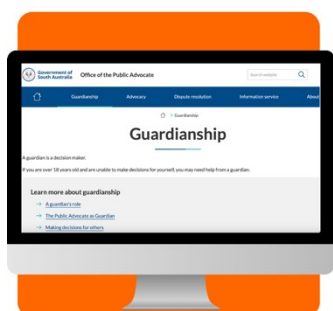 Government of
South Australia
Office of the Public Advocate
Search website
Guardianship
Advocacy
Dispute resolution
Information service
About
> Guardianship
Guardianship
A guardian is a decision maker.
If you are over 18 years old and are unable to make decisions for yourself, you may need help from a guardian.
Learn more about guardianship
→ A guardian's role
→ The Public Advocate as Guardian
→ Making decisions for others